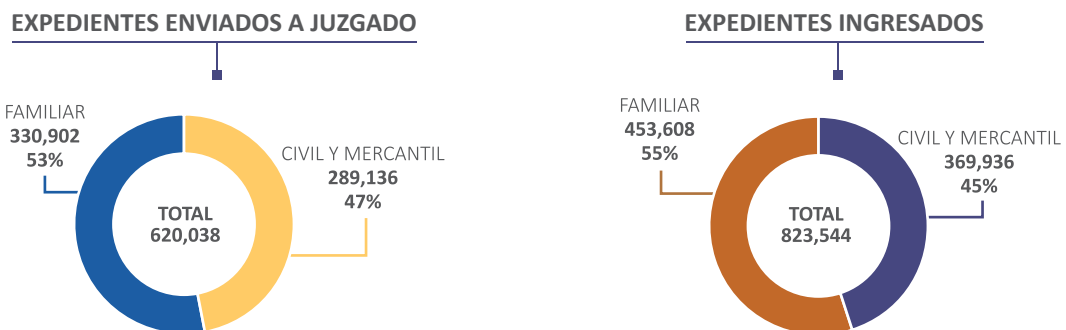 EXPEDIENTES ENVIADOS A JUZGADO
FAMILIAR
330,902
53%
CIVIL Y MERCANTIL
289,136
47%
TOTAL
620,038
EXPEDIENTES INGRESADOS
FAMILIAR
453,608
55%
CIVIL Y MERCANTIL
369,936
45%
TOTAL
823,544